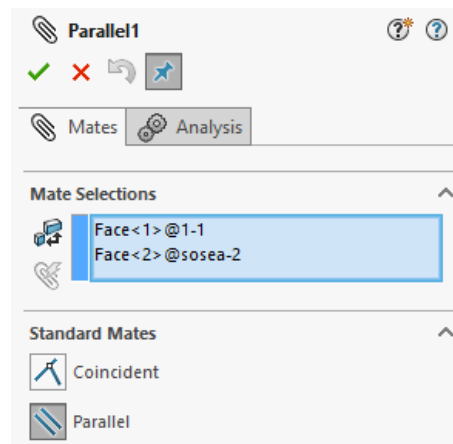 Parallel1
Mates
Analysis
Mate Selections
Face<1>@1-1
Face<2>@sosea-2
Standard Mates
Coincident
Parallel